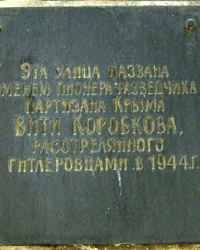 Эта улица названа
именем пионера-разведчика
партизана Крыма
Вити Коробкова,
расстрелянного
гитлеровцами в 1944 г.